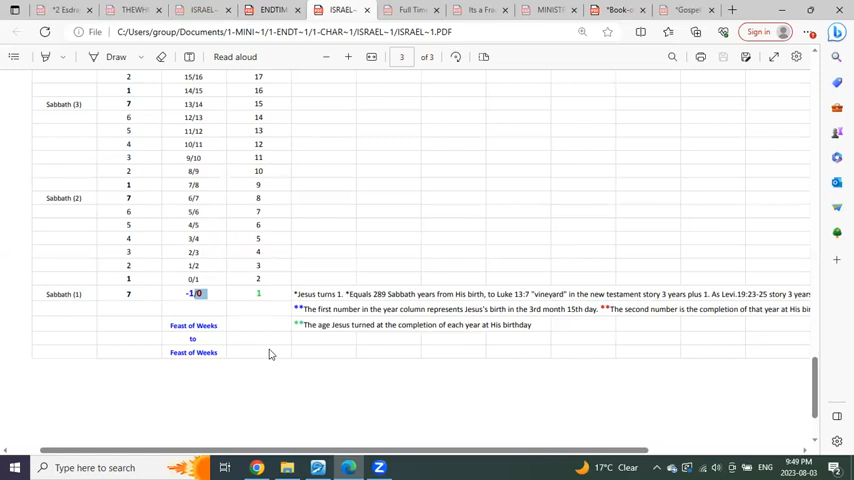 *2 Esdra
THEWH
ISRAEL-
ENDTIM
ISRAEL~
Full Time
Its a Fra
MINISTR
*Book-o
*Gospel
File C:/Users/group/Documents/1-MINI~1/1-ENDT~1/1-CHAR~1/ISRAEL/ISRAEL~1.PDF Sign in
Draw Read aloud 3 of 3
2 15/16 17
1 14/15 16
Sabbath (3) 7 13/14 15
6 12/13 14
5 11/12 13
4 10/11 12
3 9/10 11
2 8/9 10
1 7/8 9
Sabbath (2) 7 6/7 8
6 5/6 7
5 4/5 6
4 3/4 5
3 2/3 4
2 1/2 3
1 0/1 2
Sabbath (1) 7 -1/0 1 *Jesus turns 1. *Equals 289 Sabbath years from His birth, to Luke 13:7 "vineyard" in the new testament story 3 years plus 1. As Levi.19:23-25 story 3 years
**The first number in the year column represents Jesus's birth in the 3rd month 15th day. **The second number is the completion of that year at His bir
Feast of Weeks **The age Jesus turned at the completion of each year at His birthday
to
Feast of Weeks
Type here to search 17°C Clear ENG 9:49 PM
2023-08-03